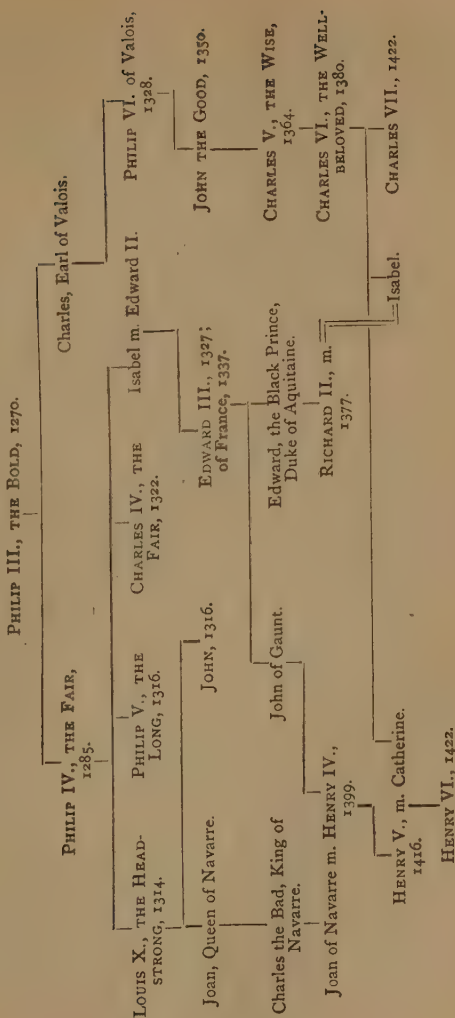 PHILIP III., THE BOLD, 1270.
PHILIP IV., THE FAIR,
1285.
Charles, Earl of Valois.
LOUIS X., THE HEAD-
STRONG, 1314.
PHILIP V., THE
LONG, 1316.
CHARLES IV., THE
FAIR, 1322.
Isabel m. Edward II.
PHILIP VI. of Valois,
1328.
Joan, Queen of Navarre.
JOHN, 1316.
EDWARD III., 1327;
of France, 1337.
JOHN THE GOOD, 1350.
Charles the Bad, King of
Navarre.
John of Gaunt.
Edward, the Black Prince,
Duke of Aquitaine.
CHARLES V., THE WISE,
1364.
Joan of Navarre m. HENRY IV.,
1399.
RICHARD II., m.
1377.
CHARLES VI., THE WELL-
BELOVED, 1380.
HENRY V., m. Catherine.
1416.
Isabel.
CHARLES VII., 1422.
HENRY VI., 1422.